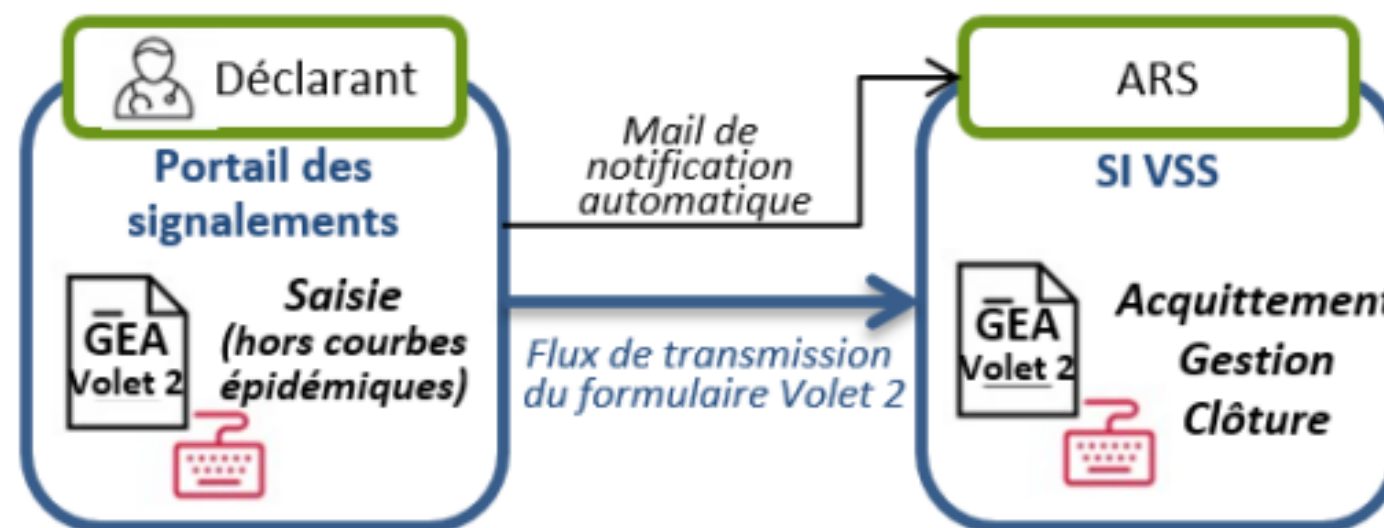 Déclarant
Portail des
signalements
GEA
Volet 2
Saisie
(hors courbes
épidémiques)
Mail de
notification
automatique
Flux de transmission
du formulaire Volet 2
ARS
SI VSS
GEA
Volet 2
Acquittement
Gestion
Clôture